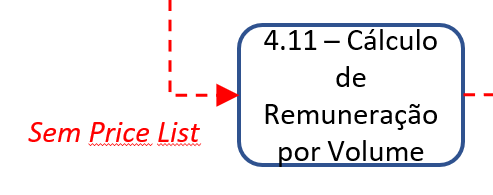 4.11 – Cálculo
de
Remuneração
por Volume
Sem Price List